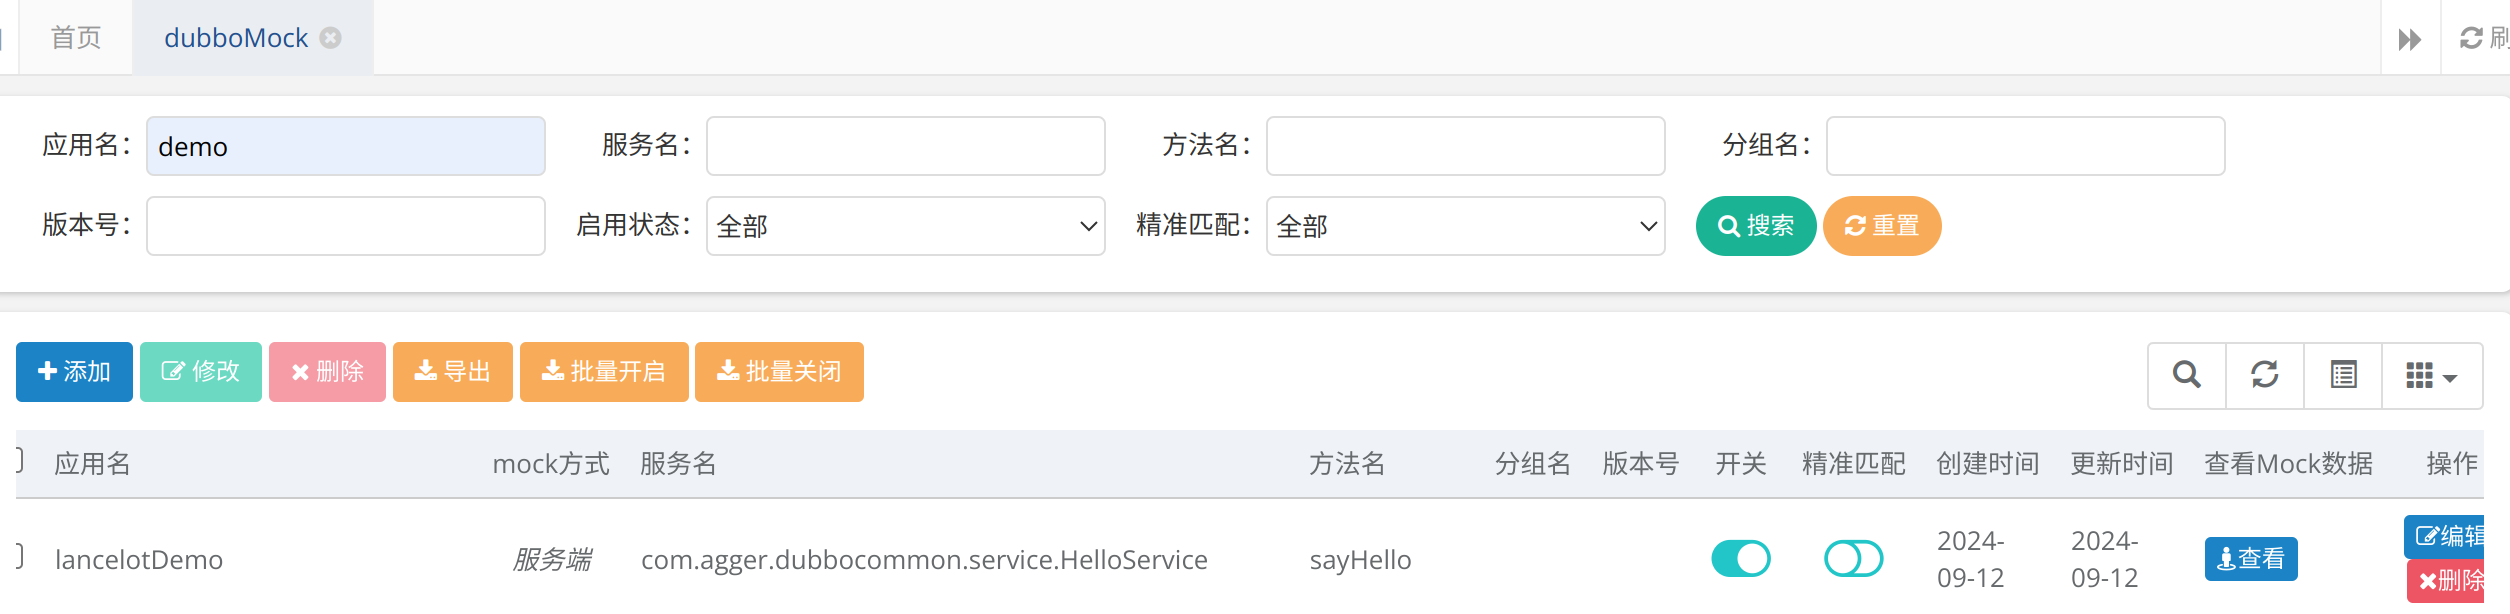 首页 dubboMock 刷
应用名： demo 服务名： 方法名： 分组名：
版本号： 启用状态： 全部 精准匹配： 全部 搜索 重置
添加 修改 删除 导出 批量开启 批量关闭
应用名 mock方式 服务名 方法名 分组名 版本号 开关 精准匹配 创建时间 更新时间 查看Mock数据 操作
lancelotDemo 服务端 com.agger.dubbocommon.service.HelloService sayHello 2024-09-12 2024-09-12 查看 编辑
删除